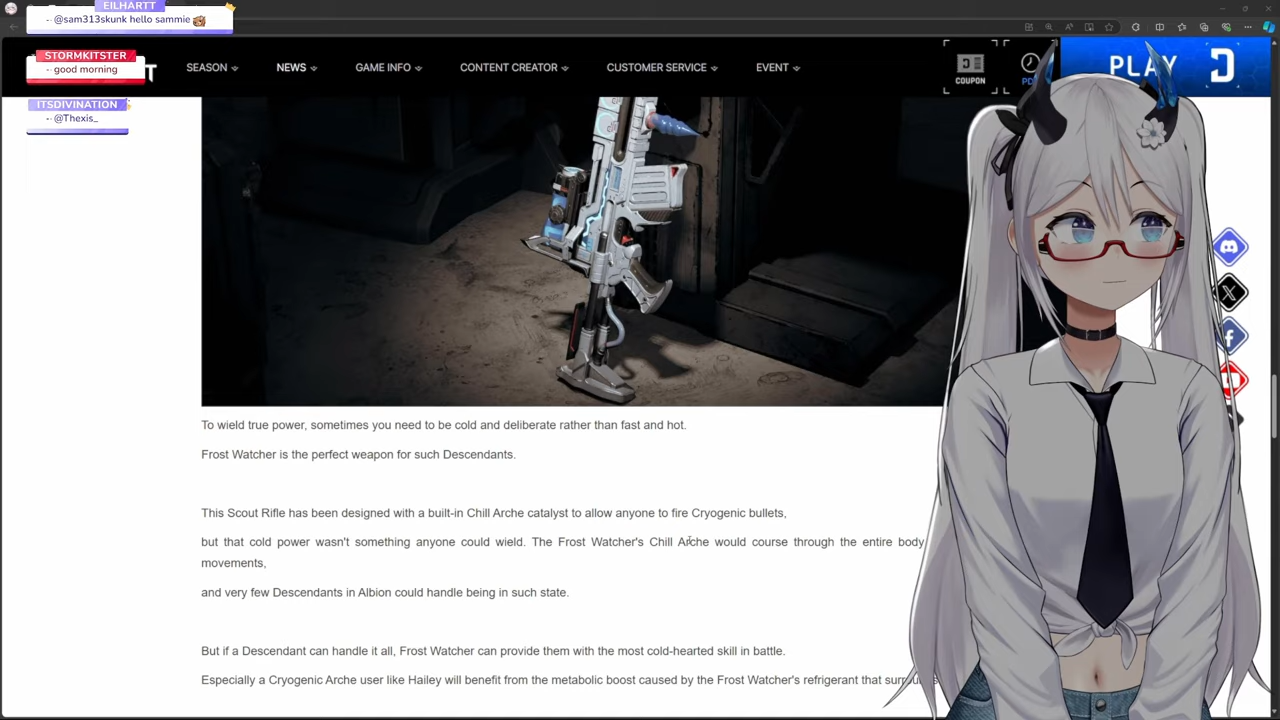 EILHARTT
-- @sam313skunk hello sammie
STORMKITSTER
-- good morning
ITSDIVINATION
-- @Thexis_
SEASON
NEWS
GAME INFO
CONTENT CREATOR
CUSTOMER SERVICE
EVENT
COUPON
PLAY
To wield true power, sometimes you need to be cold and deliberate rather than fast and hot.
Frost Watcher is the perfect weapon for such Descendants.
This Scout Rifle has been designed with a built-in Chill Arche catalyst to allow anyone to fire Cryogenic bullets,
but that cold power wasn't something anyone could wield. The Frost Watcher's Chill Arche would course through the entire body
movements,
and very few Descendants in Albion could handle being in such state.
But if a Descendant can handle it all, Frost Watcher can provide them with the most cold-hearted skill in battle.
Especially a Cryogenic Arche user like Hailey will benefit from the metabolic boost caused by the Frost Watcher's refrigerant that